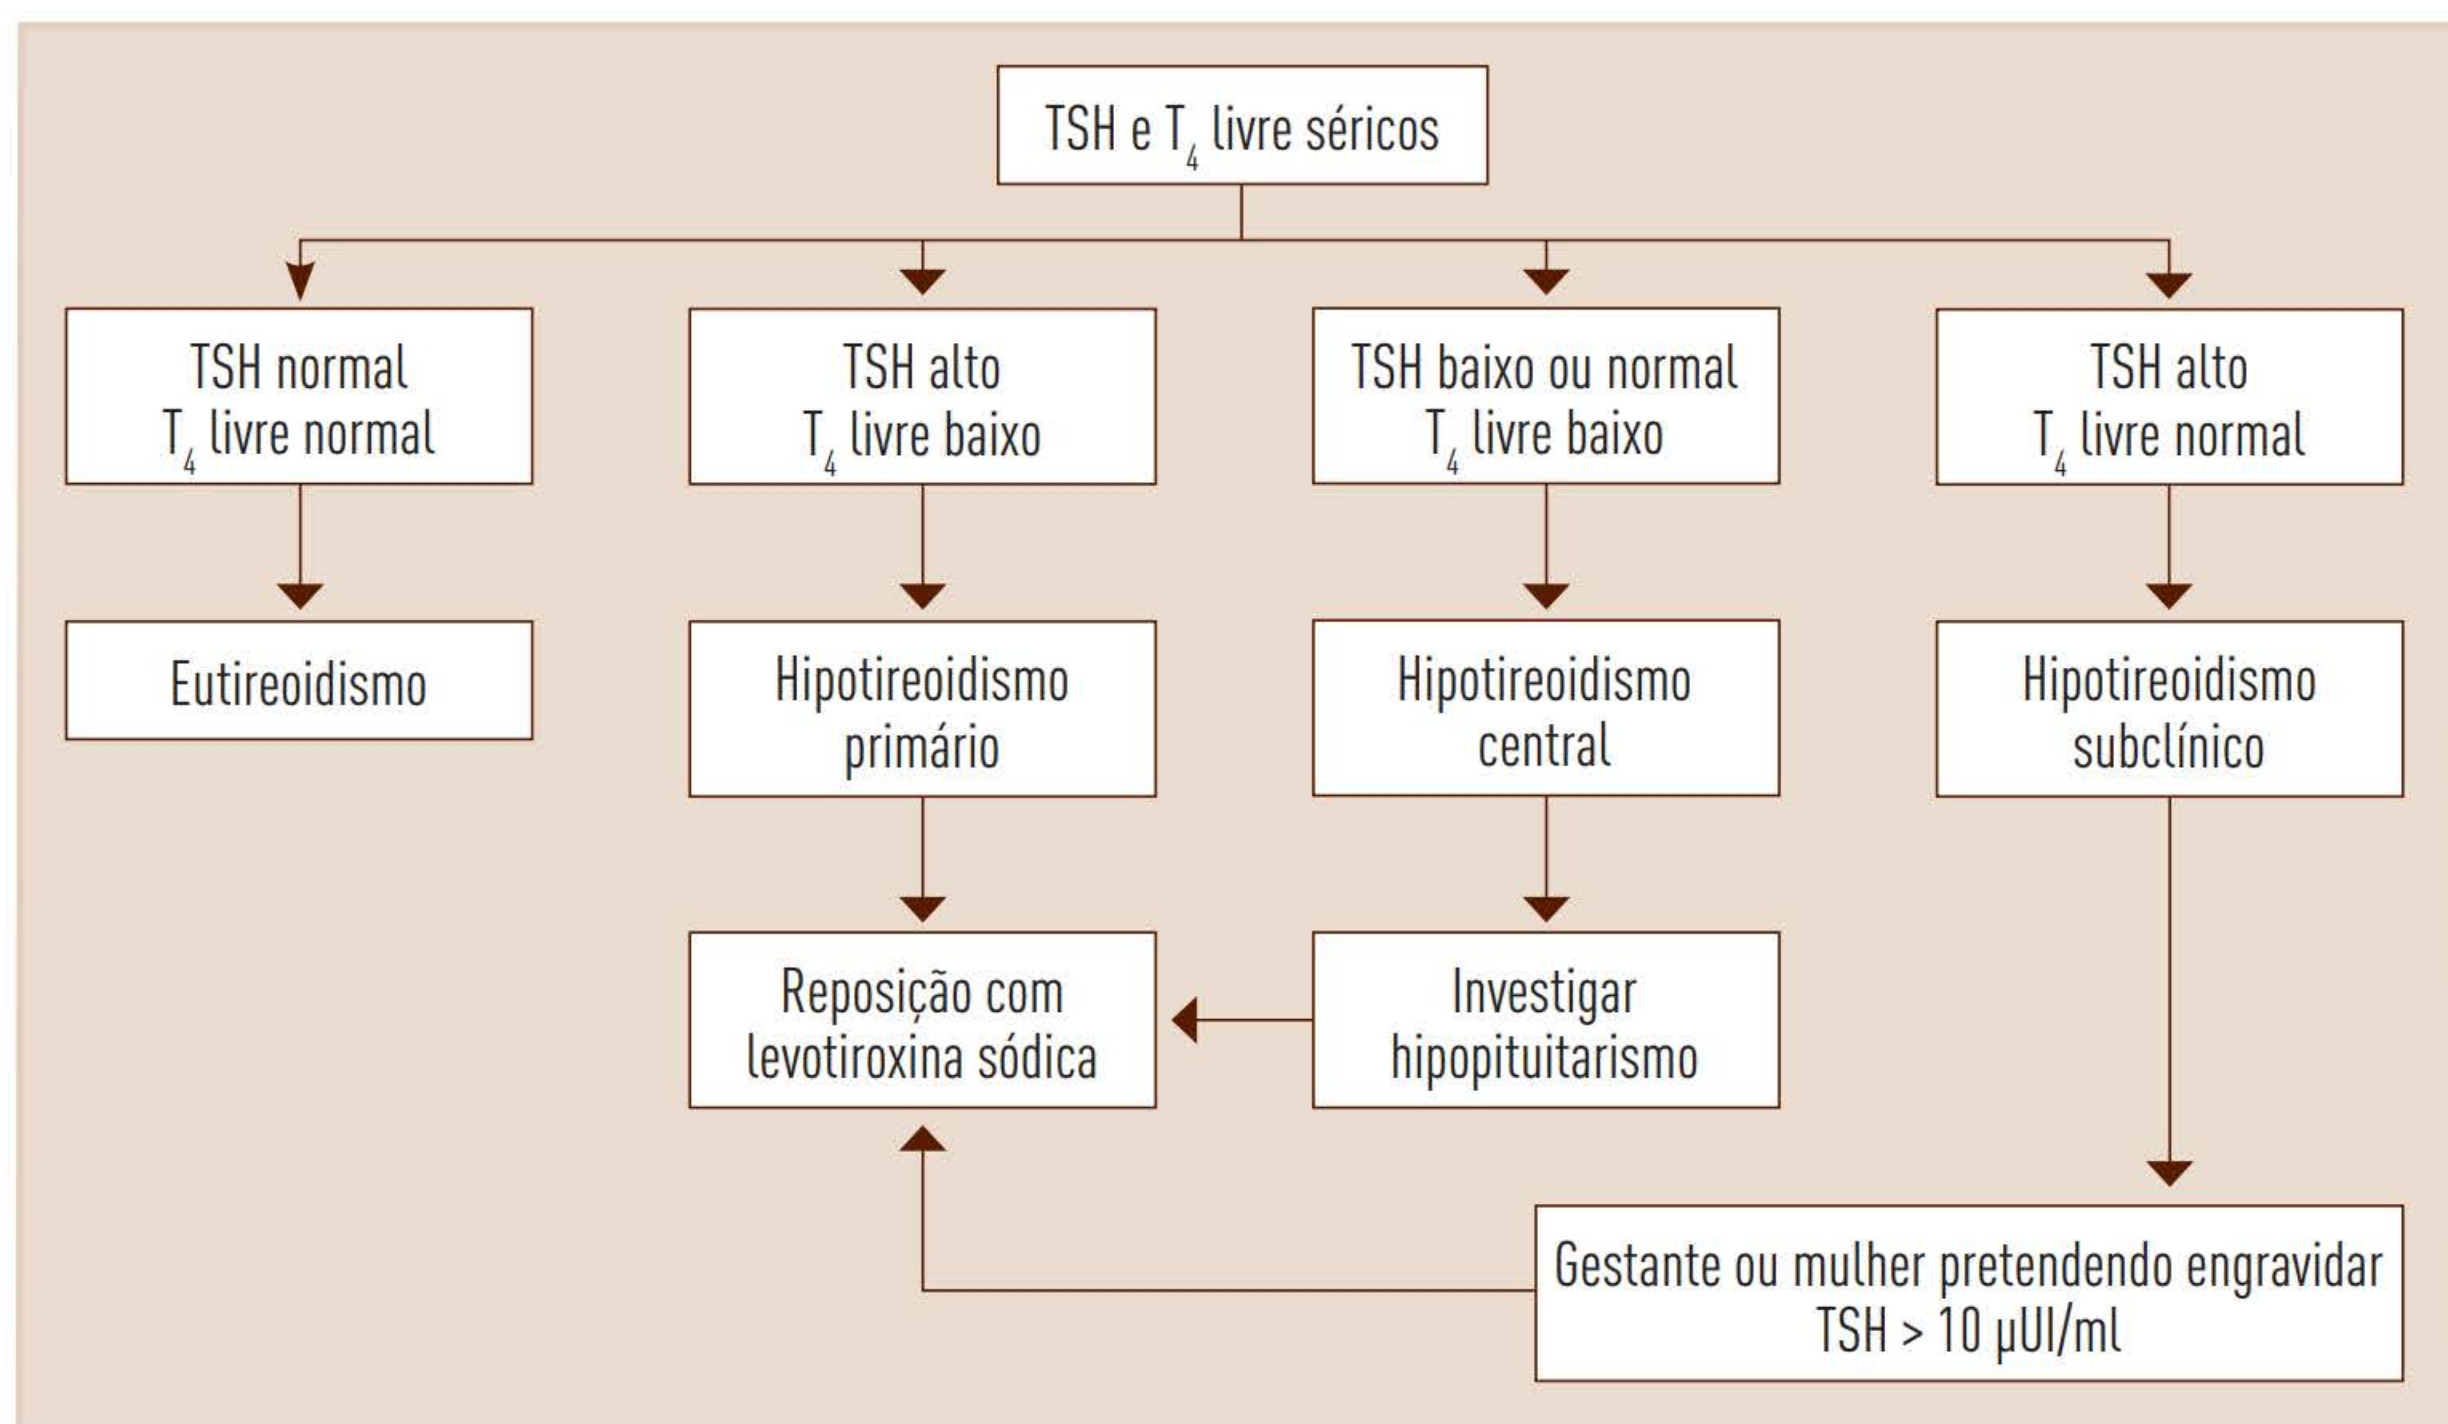 TSH e T₄ livre séricos
TSH normal
T₄ livre normal
TSH alto
T₄ livre baixo
TSH baixo ou normal
T₄ livre baixo
TSH alto
T₄ livre normal
Eutireoidismo
Hipotireoidismo
primário
Hipotireoidismo
central
Hipotireoidismo
subclínico
Reposição com
levotiroxina sódica
Investigar
hipopituitarismo
Gestante ou mulher pretendendo engravidar
TSH > 10 µUI/ml